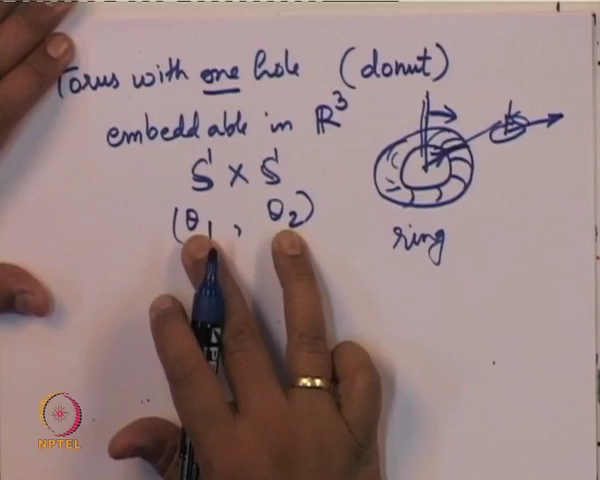 Torus with one hole (donut)
embeddable in R³
S¹ × S¹
(θ₁, θ₂)
ring
NPTEL